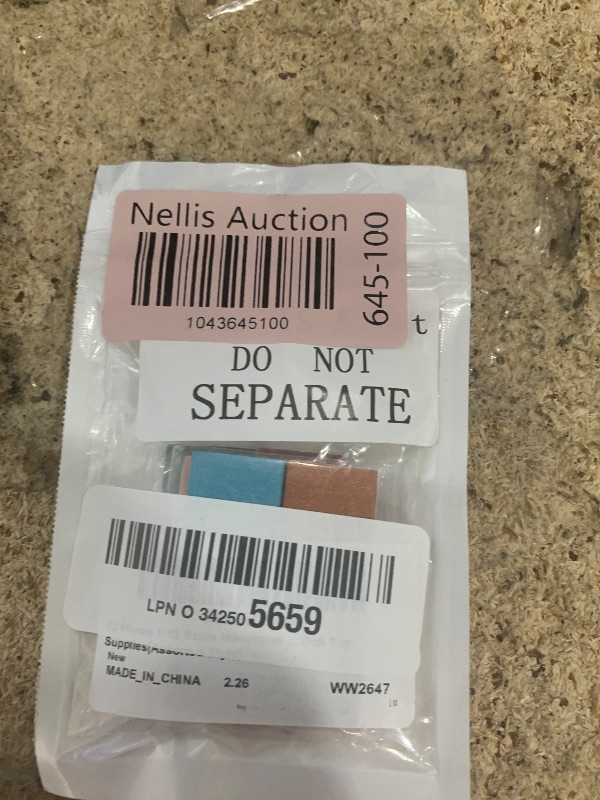 Nellis Auction
645-100
1043645100
t
DO NOT
SEPARATE
LPN O 34250 5659
New
MADE_IN_CHINA 2.26 WW2647